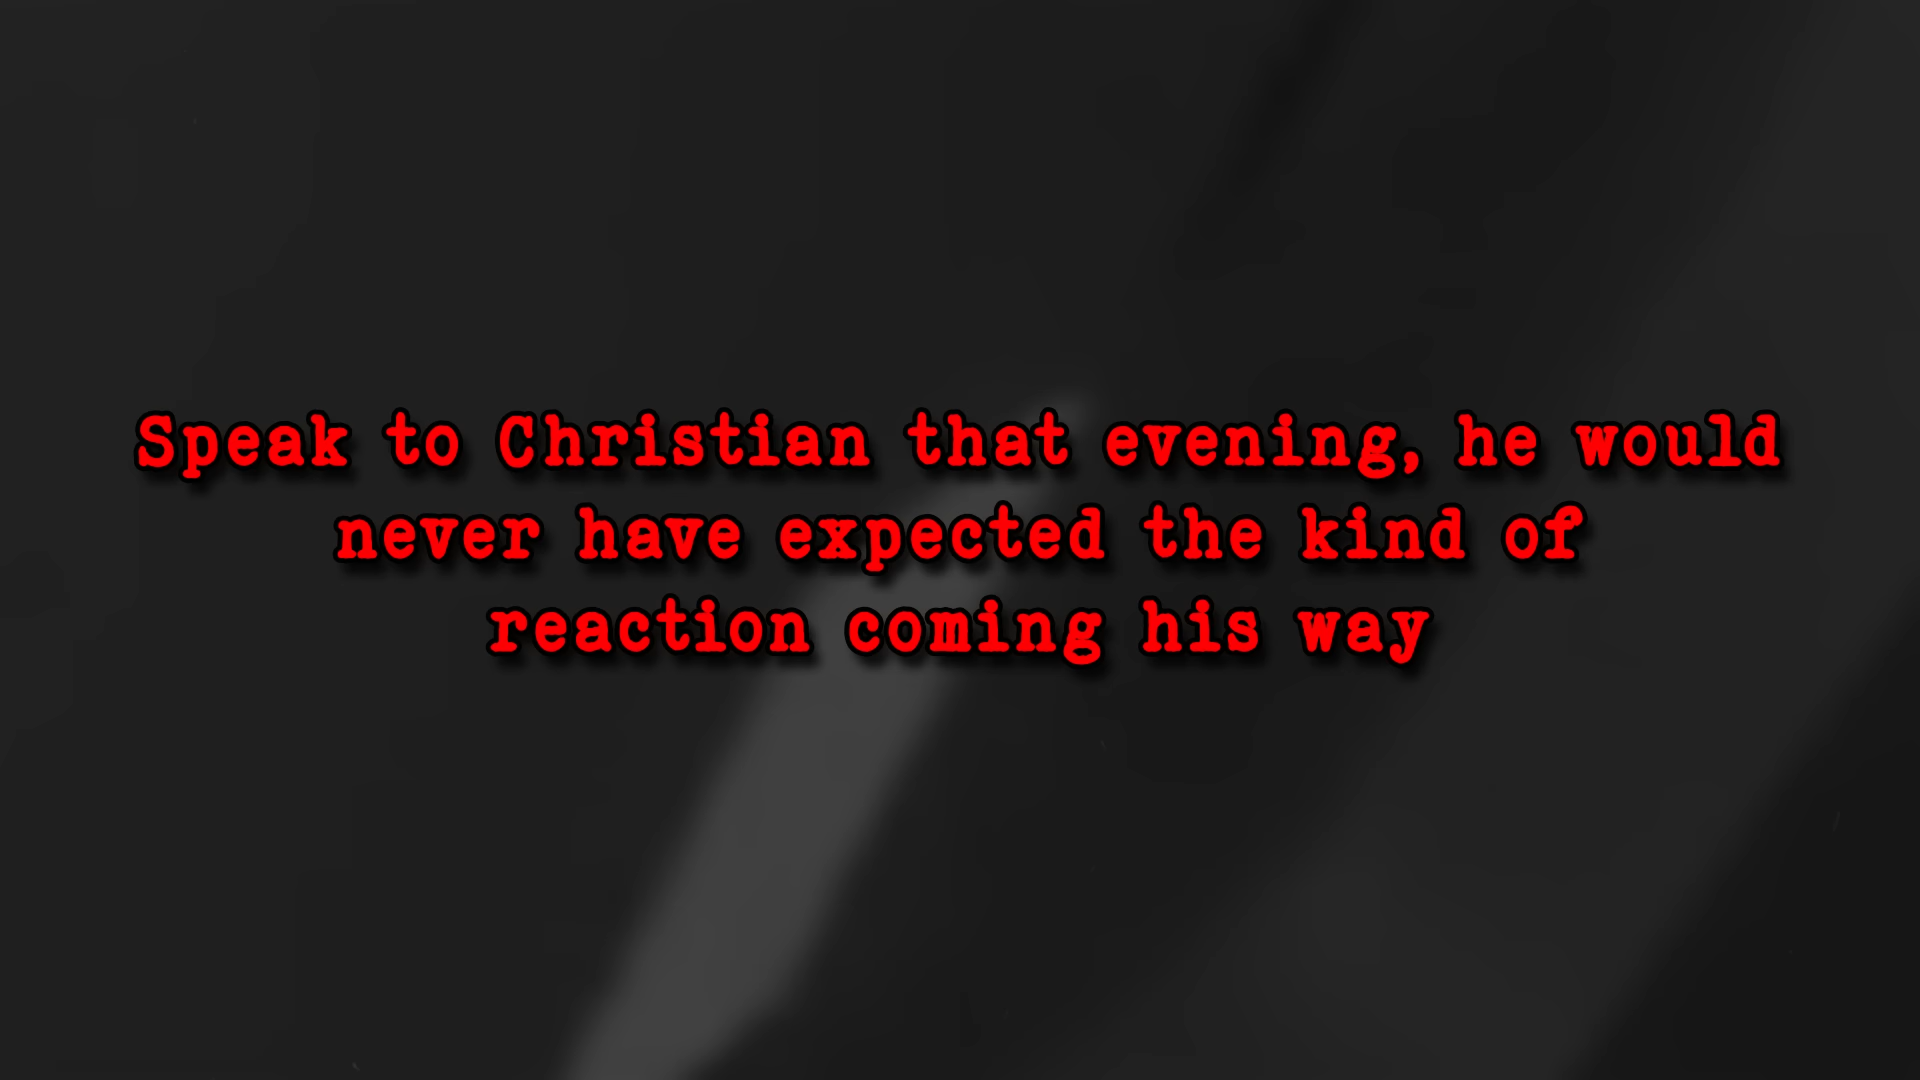 Speak to Christian that evening, he would
never have expected the kind of
reaction coming his way